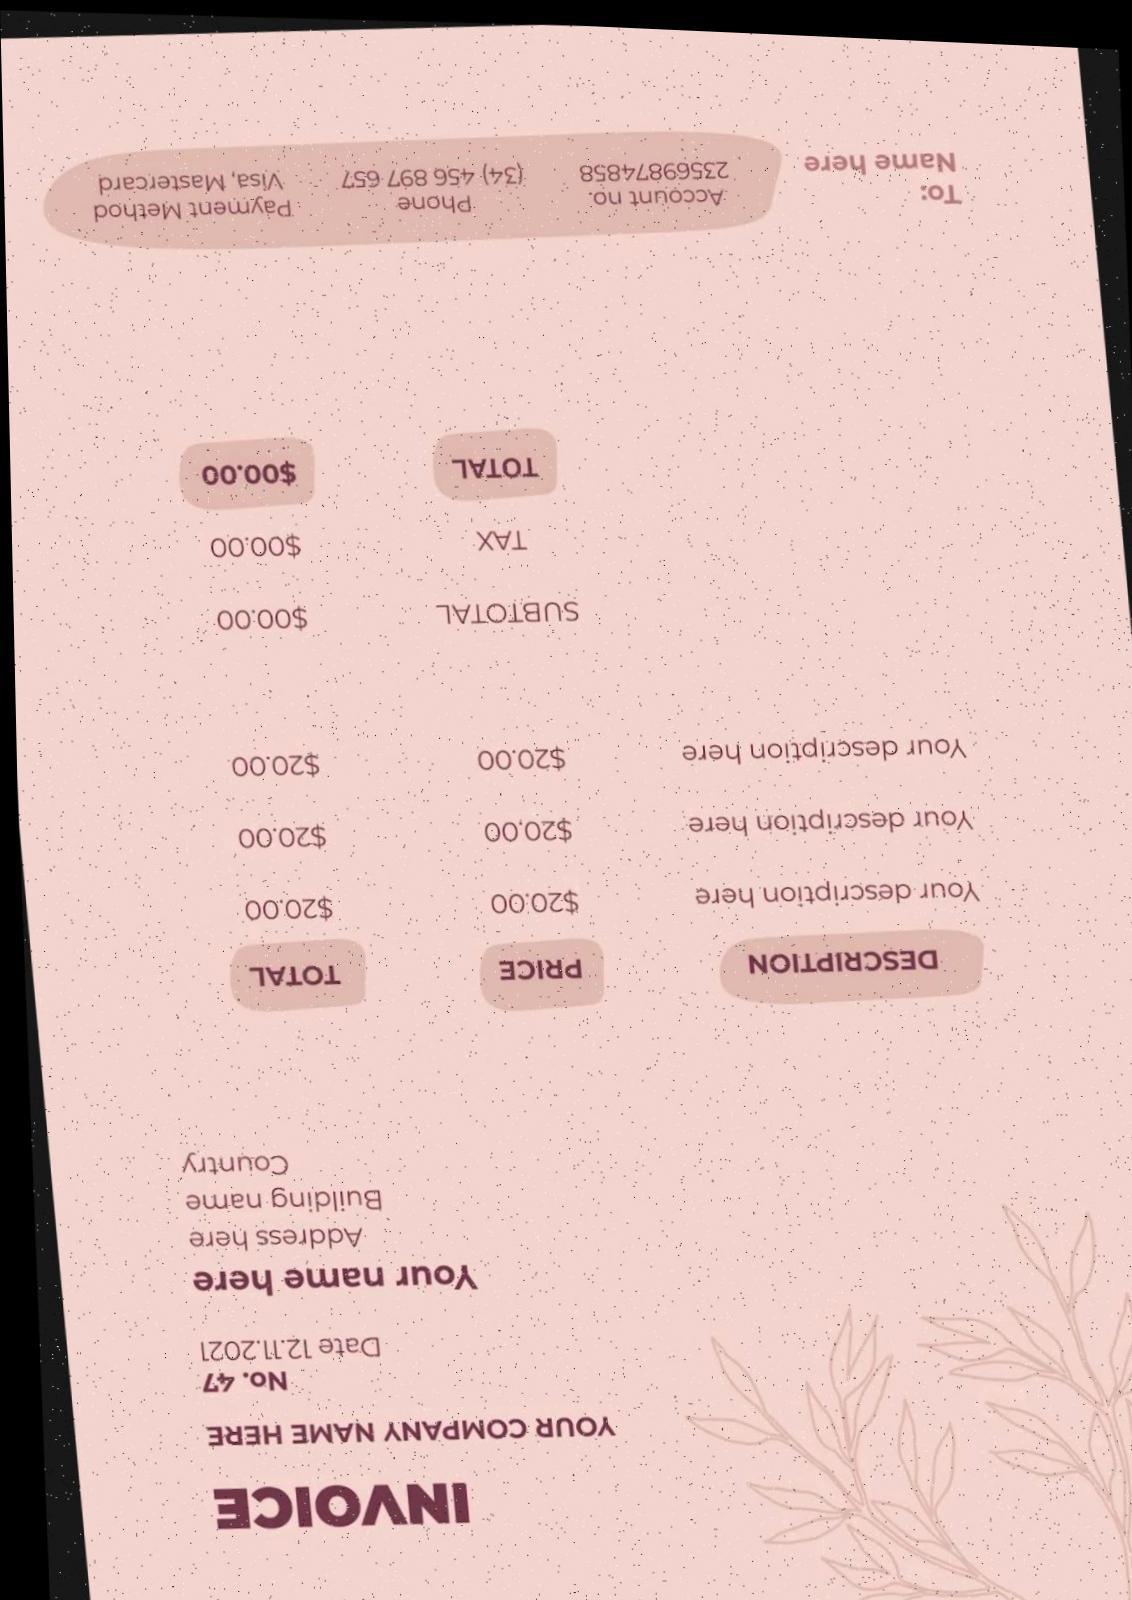 INVOICE
YOUR COMPANY NAME HERE
No. 47
Date 12.11.2021
Your name here
Address here
Building name
Country
DESCRIPTION PRICE TOTAL
Your description here $20.00 $20.00
Your description here $20,00 $20.00
Your description here $20.00 $20.00
SUBTOTAL $00.00
TAX $00.00
TOTAL $00.00
To:
Name here
Account no. Phone Payment Method
23569874858 (34) 456 897 657 Visa, Mastercard